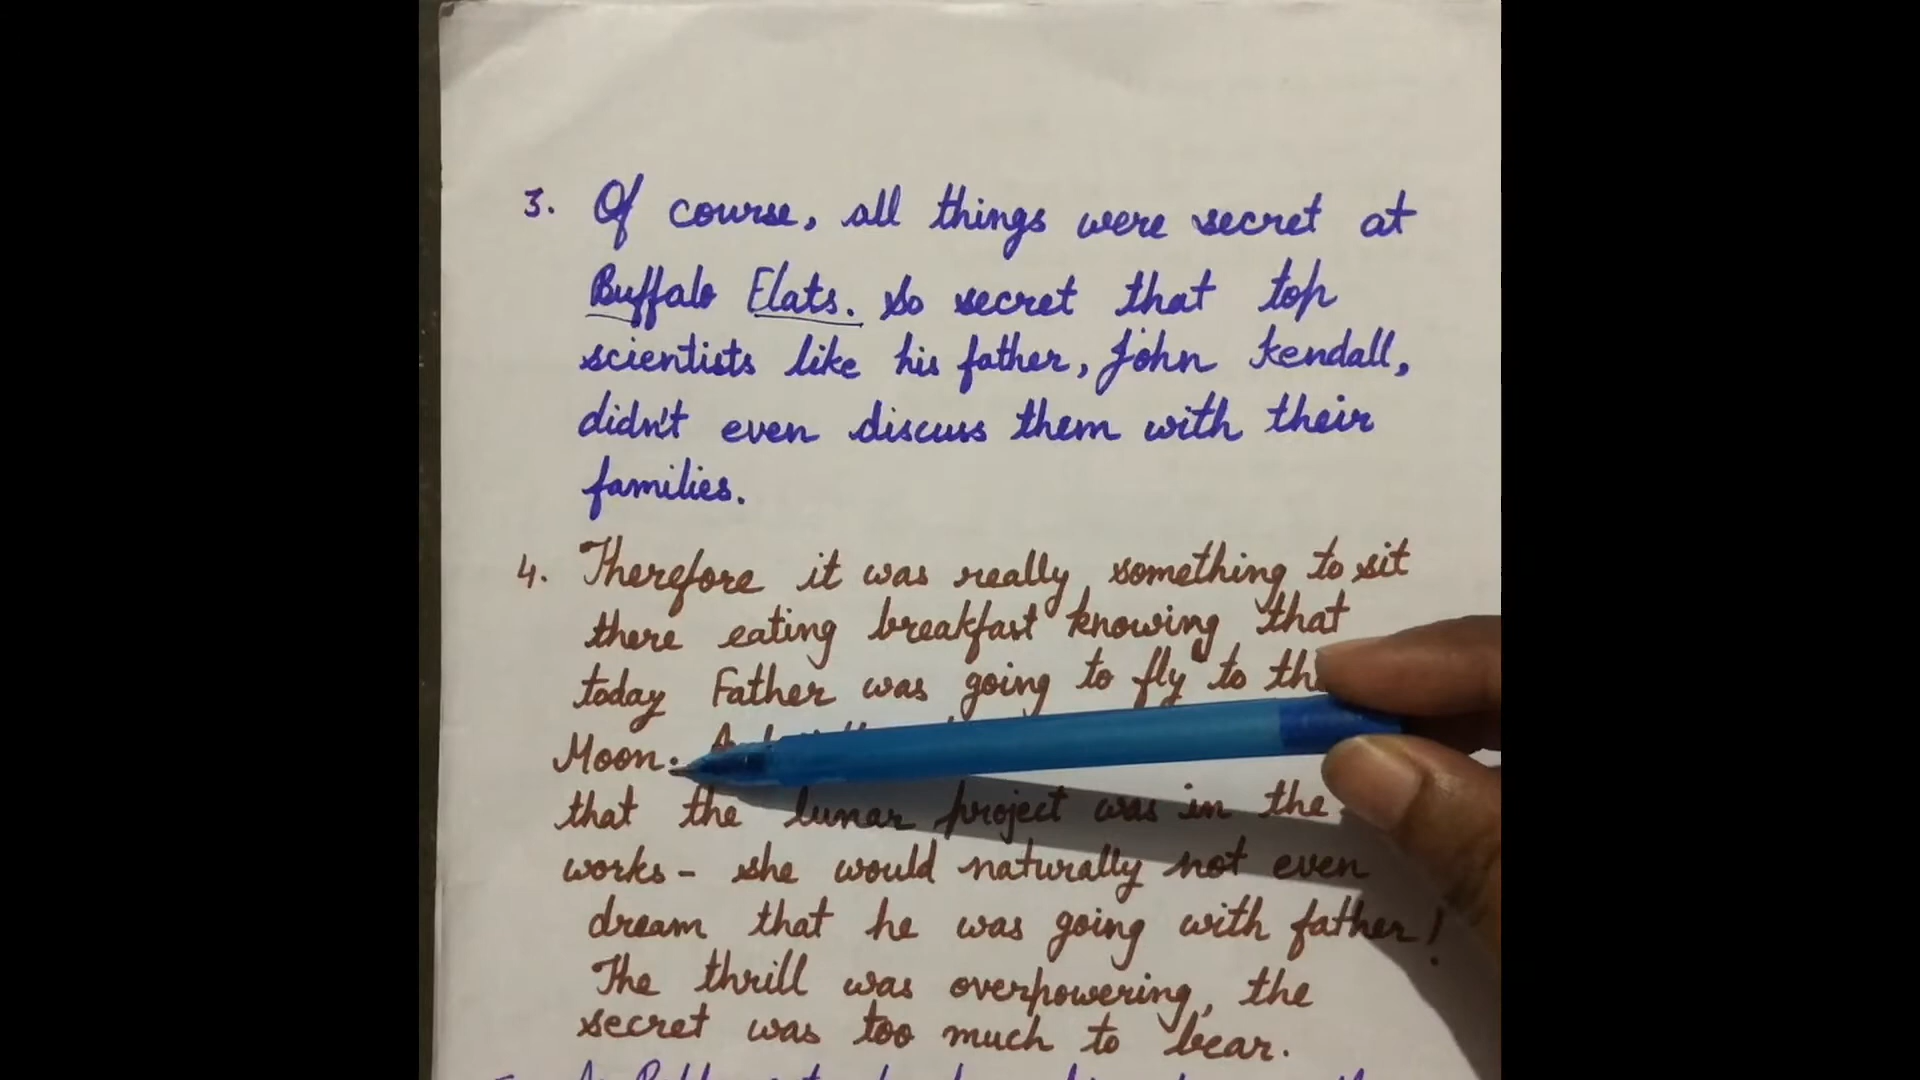 3. Of course, all things were secret at
Buffalo Flats. So secret that top
scientists like his father, John Kendall,
didn't even discuss them with their
families.
4. Therefore it was really something to sit
there eating breakfast knowing that
today Father was going to fly to
Moon.
that the lunar project was in the
works - she would naturally not even
dream that he was going with father!
The thrill was overpowering, the
secret was too much to bear.